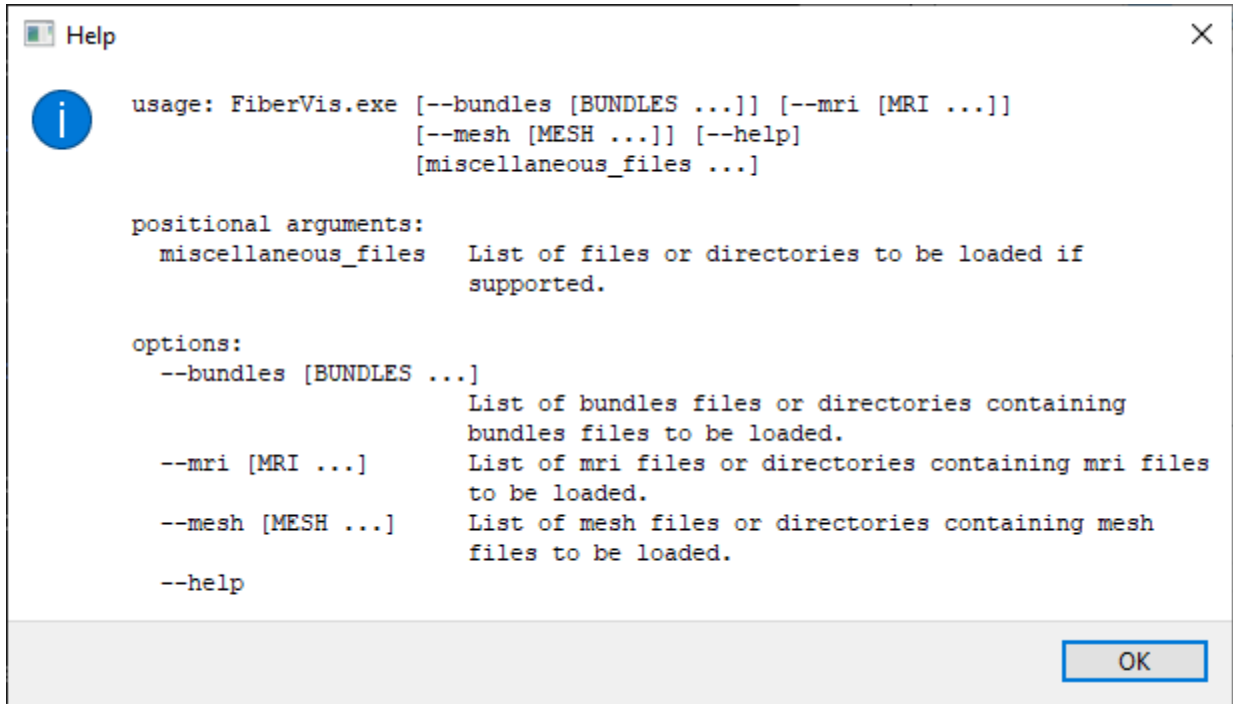 Help
usage: FiberVis.exe [--bundles [BUNDLES ...]] [--mri [MRI ...]]
[--mesh [MESH ...]] [--help]
[miscellaneous_files ...]
positional arguments:
miscellaneous_files List of files or directories to be loaded if
supported.
options:
--bundles [BUNDLES ...]
List of bundles files or directories containing
bundles files to be loaded.
--mri [MRI ...] List of mri files or directories containing mri files
to be loaded.
--mesh [MESH ...] List of mesh files or directories containing mesh
files to be loaded.
--help
OK